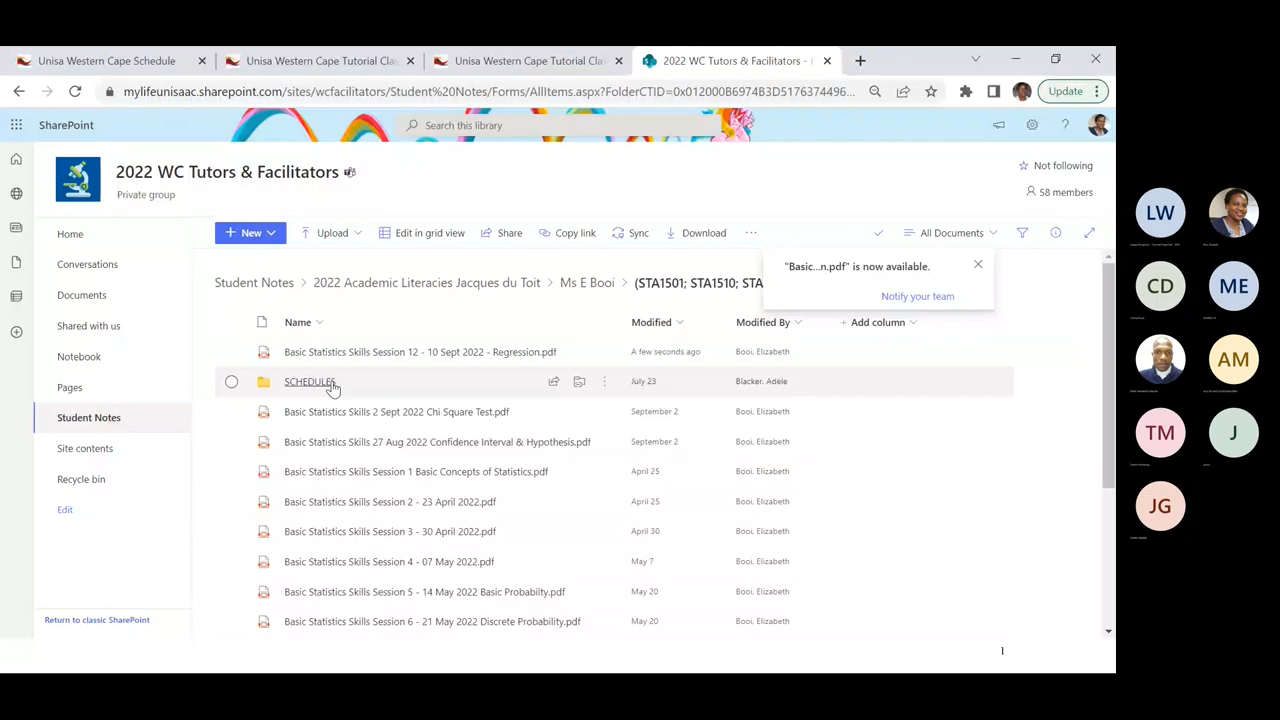 Unisa Western Cape Schedule
Unisa Western Cape Tutorial Cla
Unisa Western Cape Tutorial Cla
2022 WC Tutors & Facilitators -
mylifeunisaac.sharepoint.com/sites/wcfacilitators/Student%20Notes/Forms/AllItems.aspx?FolderCTID=0x012000B6974B3D5176374496...
Update
SharePoint
Search this library
2022 WC Tutors & Facilitators
Private group
Not following
58 members
Home
Conversations
Documents
Shared with us
Notebook
Pages
Student Notes
Site contents
Recycle bin
Edit
Return to classic SharePoint
New
Upload
Edit in grid view
Share
Copy link
Sync
Download
All Documents
"Basic...n.pdf" is now available.
Notify your team
Student Notes > 2022 Academic Literacies Jacques du Toit > Ms E Booi > (STA1501; STA1510; STA
Name Modified Modified By + Add column
Basic Statistics Skills Session 12 - 10 Sept 2022 - Regression.pdf A few seconds ago Booi, Elizabeth
SCHEDULES July 23 Blacker, Adele
Basic Statistics Skills 2 Sept 2022 Chi Square Test.pdf September 2 Booi, Elizabeth
Basic Statistics Skills 27 Aug 2022 Confidence Interval & Hypothesis.pdf September 2 Booi, Elizabeth
Basic Statistics Skills Session 1 Basic Concepts of Statistics.pdf April 25 Booi, Elizabeth
Basic Statistics Skills Session 2 - 23 April 2022.pdf April 25 Booi, Elizabeth
Basic Statistics Skills Session 3 - 30 April 2022.pdf April 30 Booi, Elizabeth
Basic Statistics Skills Session 4 - 07 May 2022.pdf May 7 Booi, Elizabeth
Basic Statistics Skills Session 5 - 14 May 2022 Basic Probabilty.pdf May 20 Booi, Elizabeth
Basic Statistics Skills Session 6 - 21 May 2022 Discrete Probability.pdf May 20 Booi, Elizabeth
1
LW
CD
ME
AM
TM
J
JG